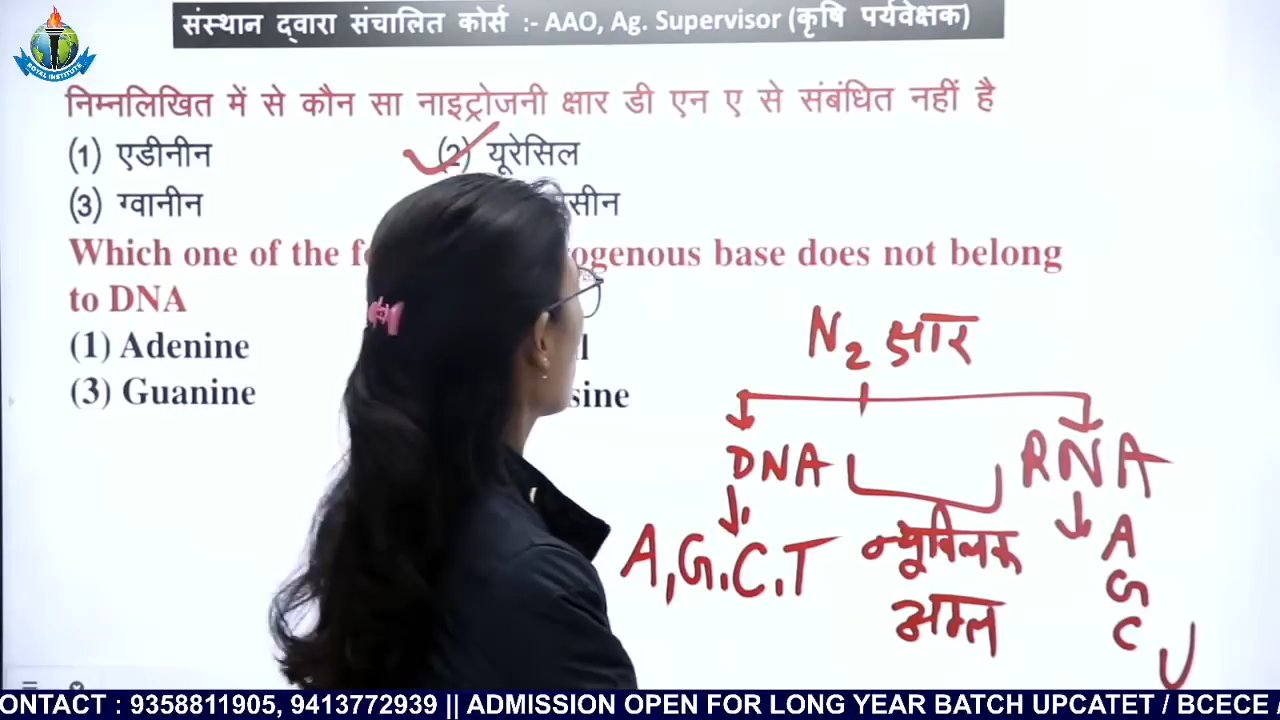 संस्थान द्वारा संचालित कोर्स :- AAO, Ag. Supervisor (कृषि पर्यवेक्षक)
ROYAL INSTITUTE
निम्नलिखित में से कौन सा नाइट्रोजनी क्षार डी एन ए से संबंधित नहीं है
(1) एडीनीन (2) यूरेसिल
(3) ग्वानीन सीन
Which one of the f ogenous base does not belong
to DNA
(1) Adenine l
(3) Guanine sine
N2 क्षार
DNA RNA
A, G. C. T
न्यूक्लिक
अम्ल
A
G
C U
ONTACT : 9358811905, 9413772939 || ADMISSION OPEN FOR LONG YEAR BATCH UPCATET / BCECE